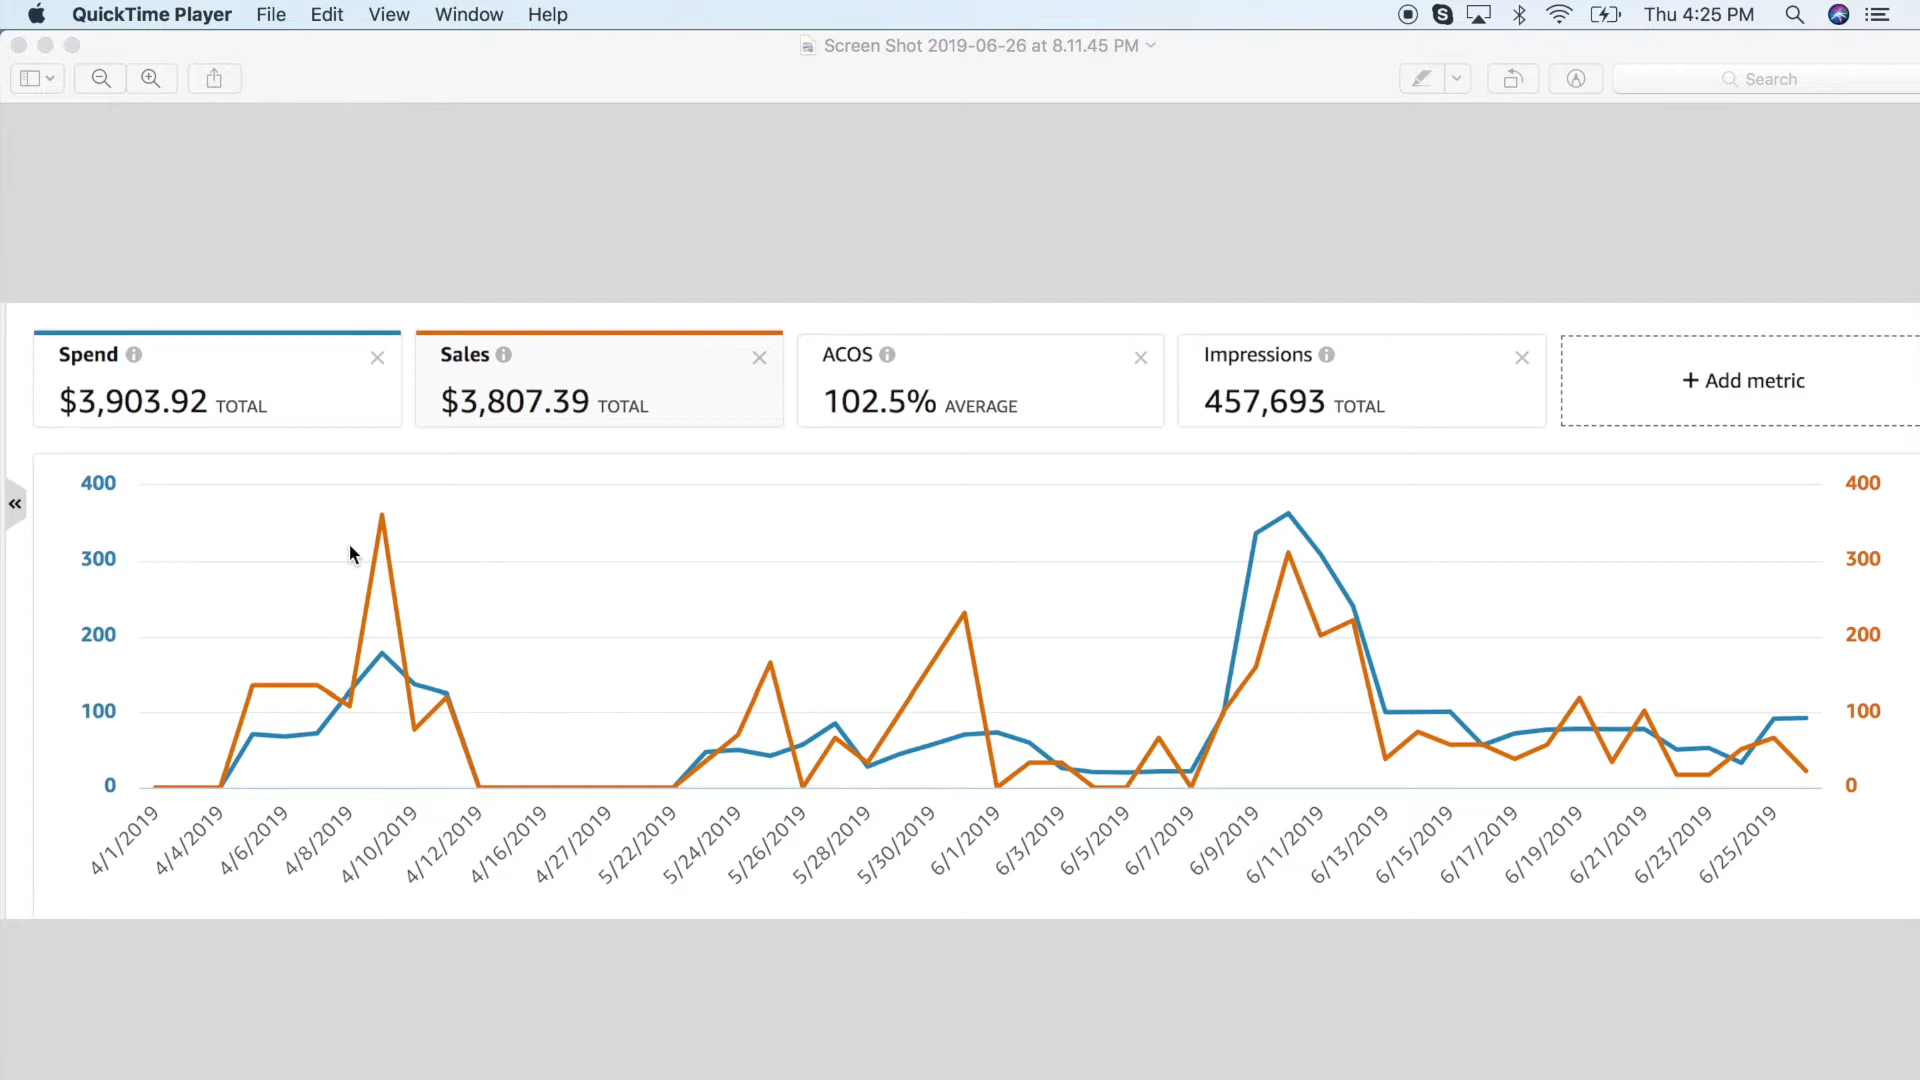 QuickTime Player File Edit View Window Help Thu 4:25 PM
Screen Shot 2019-06-26 at 8.11.45 PM
Search
Spend Sales ACOS Impressions
$3,903.92 TOTAL $3,807.39 TOTAL 102.5% AVERAGE 457,693 TOTAL + Add metric
400 400
300 300
200 200
100 100
0 0
4/1/2019 4/4/2019 4/6/2019 4/8/2019 4/10/2019 4/12/2019 4/16/2019 4/27/2019 5/22/2019 5/24/2019 5/26/2019 5/28/2019 5/30/2019 6/1/2019 6/3/2019 6/5/2019 6/7/2019 6/9/2019 6/11/2019 6/13/2019 6/15/2019 6/17/2019 6/19/2019 6/21/2019 6/23/2019 6/25/2019